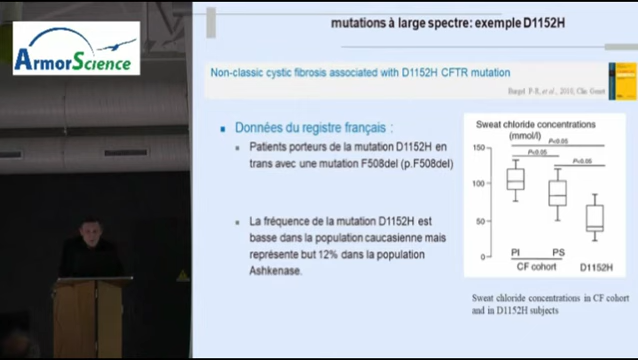 ArmorScience
mutations à large spectre: exemple D1152H
Non-classic cystic fibrosis associated with D1152H CFTR mutation
Burgel P-R, et al., 2010, Clin Genet
Données du registre français :
Patients porteurs de la mutation D1152H en
trans avec une mutation F508del (p.F508del)
La fréquence de la mutation D1152H est
basse dans la population caucasienne mais
représente but 12% dans la population
Ashkenase.
Sweat chloride concentrations
(mmol/l)
P<0.05
P<0.05
P<0.05
150
100
50
0
PI PS
CF cohort D1152H
Sweat chloride concentrations in CF cohort
and in D1152H subjects